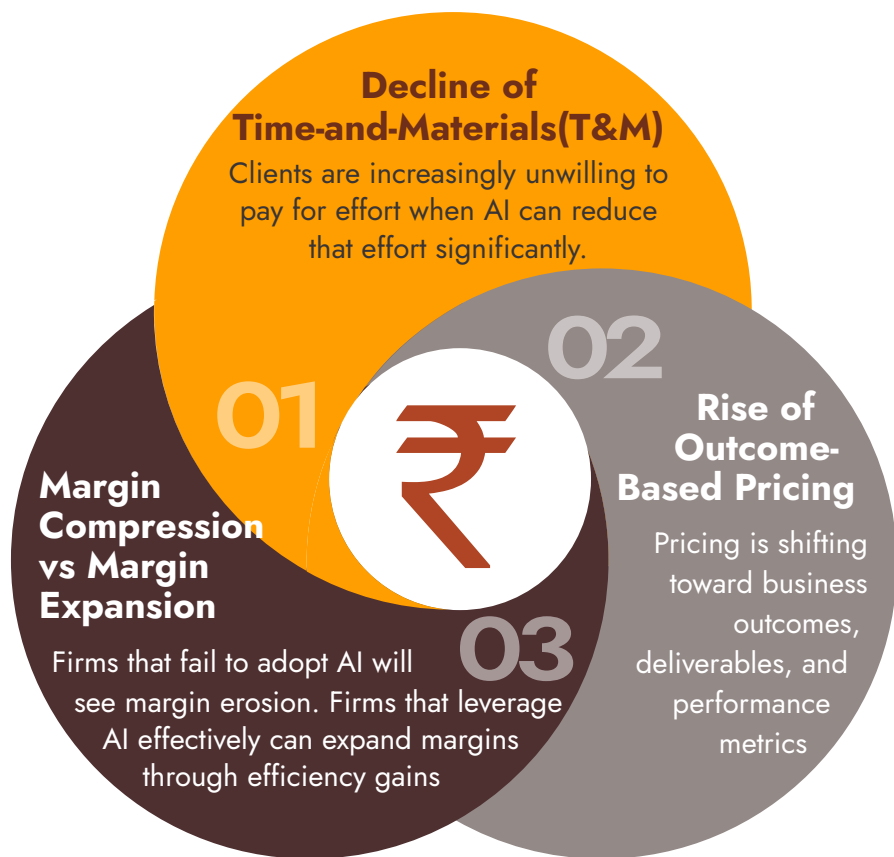 Decline of
Time-and-Materials(T&M)
Clients are increasingly unwilling to
pay for effort when AI can reduce
that effort significantly.
01
02
Rise of
Outcome-
Based Pricing
Pricing is shifting
toward business
outcomes,
deliverables, and
performance
metrics
₹
03
Margin
Compression
vs Margin
Expansion
Firms that fail to adopt AI will
see margin erosion. Firms that leverage
AI effectively can expand margins
through efficiency gains